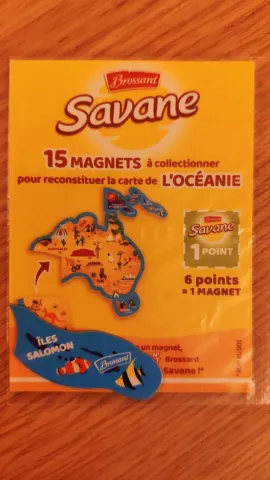 Brossard
Savane
15 MAGNETS à collectionner
pour reconstituer la carte de L'OCÉANIE
Brossard
Savane
1 POINT
6 points
= 1 MAGNET
ÎLES
SALOMON
Brossard
un magnet,
Brossard
Savane !*